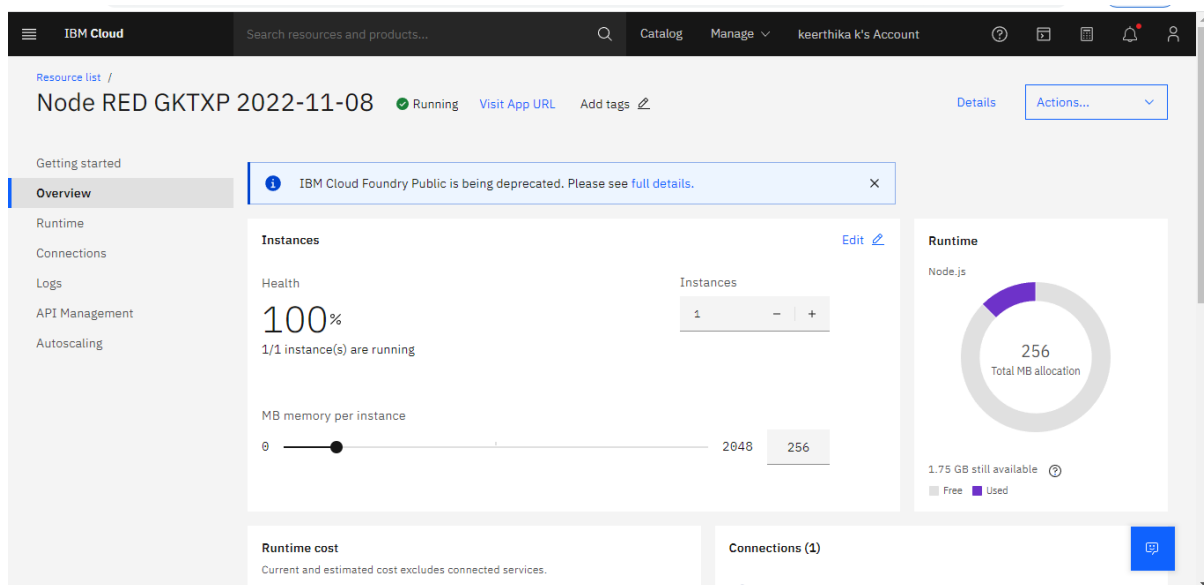 IBM Cloud
Search resources and products...
Catalog
Manage
keerthika k's Account
Resource list /
Node RED GKTXP 2022-11-08
Running
Visit App URL
Add tags
Details
Actions...
Getting started
Overview
Runtime
Connections
Logs
API Management
Autoscaling
IBM Cloud Foundry Public is being deprecated. Please see full details.
Instances
Edit
Health
100%
1/1 instance(s) are running
Instances
1
MB memory per instance
0
2048
256
Runtime
Node.js
256
Total MB allocation
1.75 GB still available
Free
Used
Runtime cost
Current and estimated cost excludes connected services.
Connections (1)